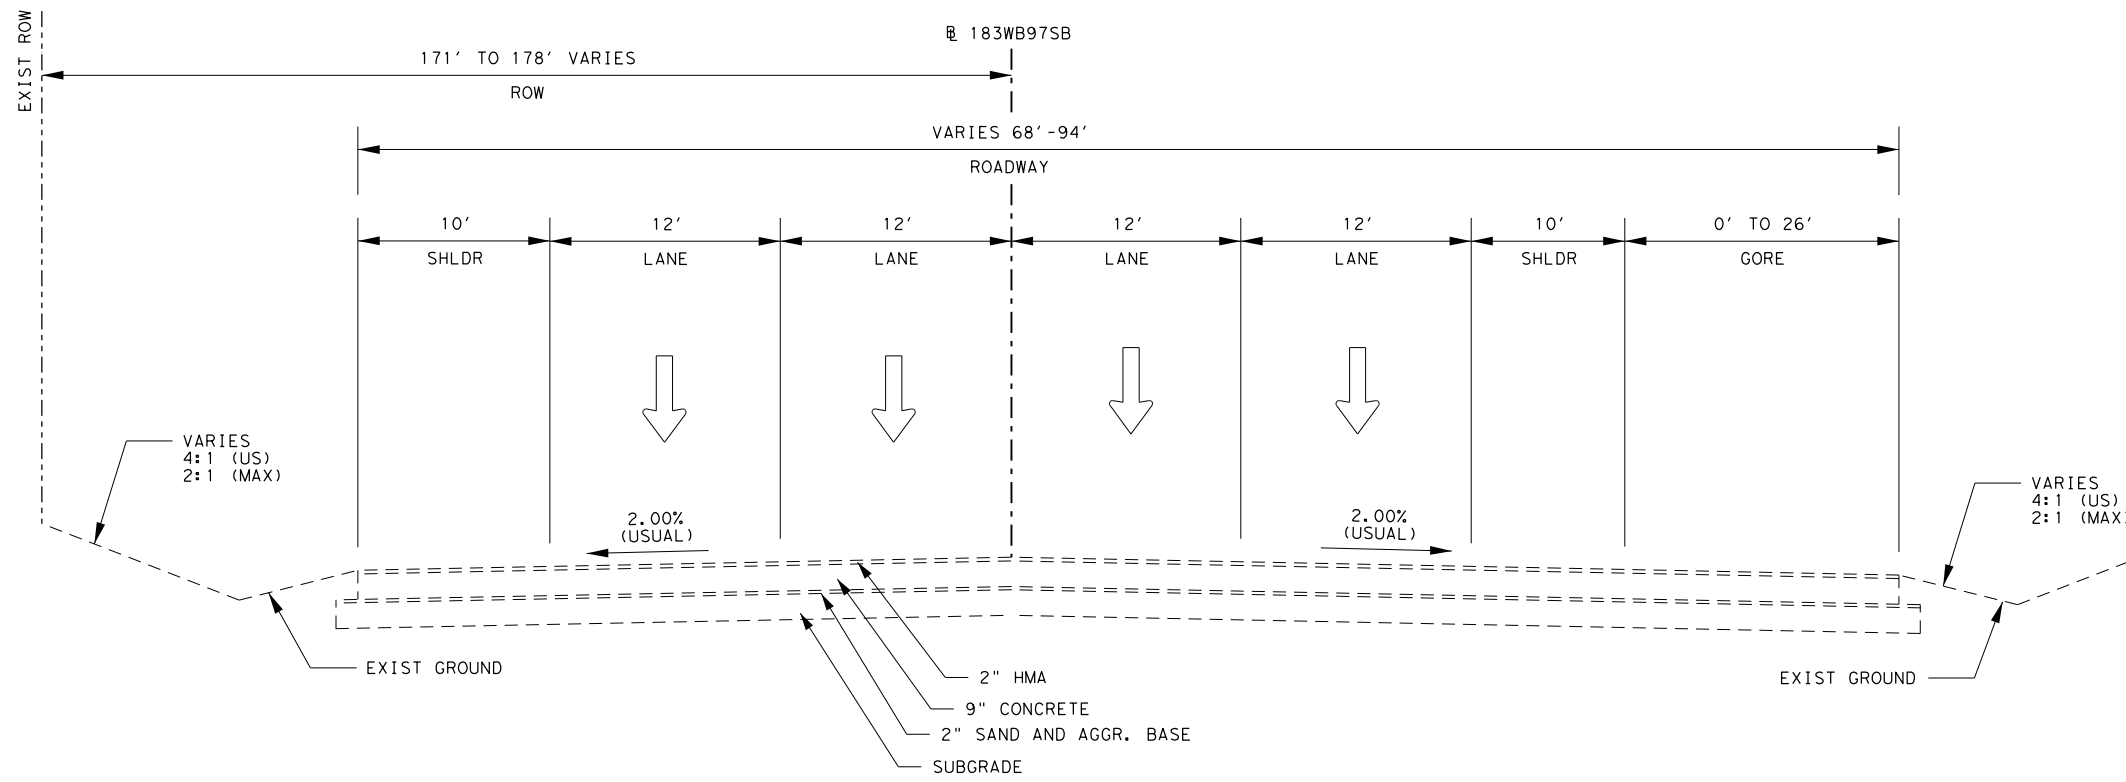 EXIST ROW
℄ 183WB97SB
171' TO 178' VARIES
ROW
VARIES 68'-94'
ROADWAY
10'
SHLDR
12'
LANE
12'
LANE
12'
LANE
12'
LANE
10'
SHLDR
0' TO 26'
GORE
VARIES
4:1 (US)
2:1 (MAX)
2.00%
(USUAL)
2.00%
(USUAL)
VARIES
4:1 (US)
2:1 (MAX)
EXIST GROUND
2" HMA
9" CONCRETE
2" SAND AND AGGR. BASE
SUBGRADE
EXIST GROUND